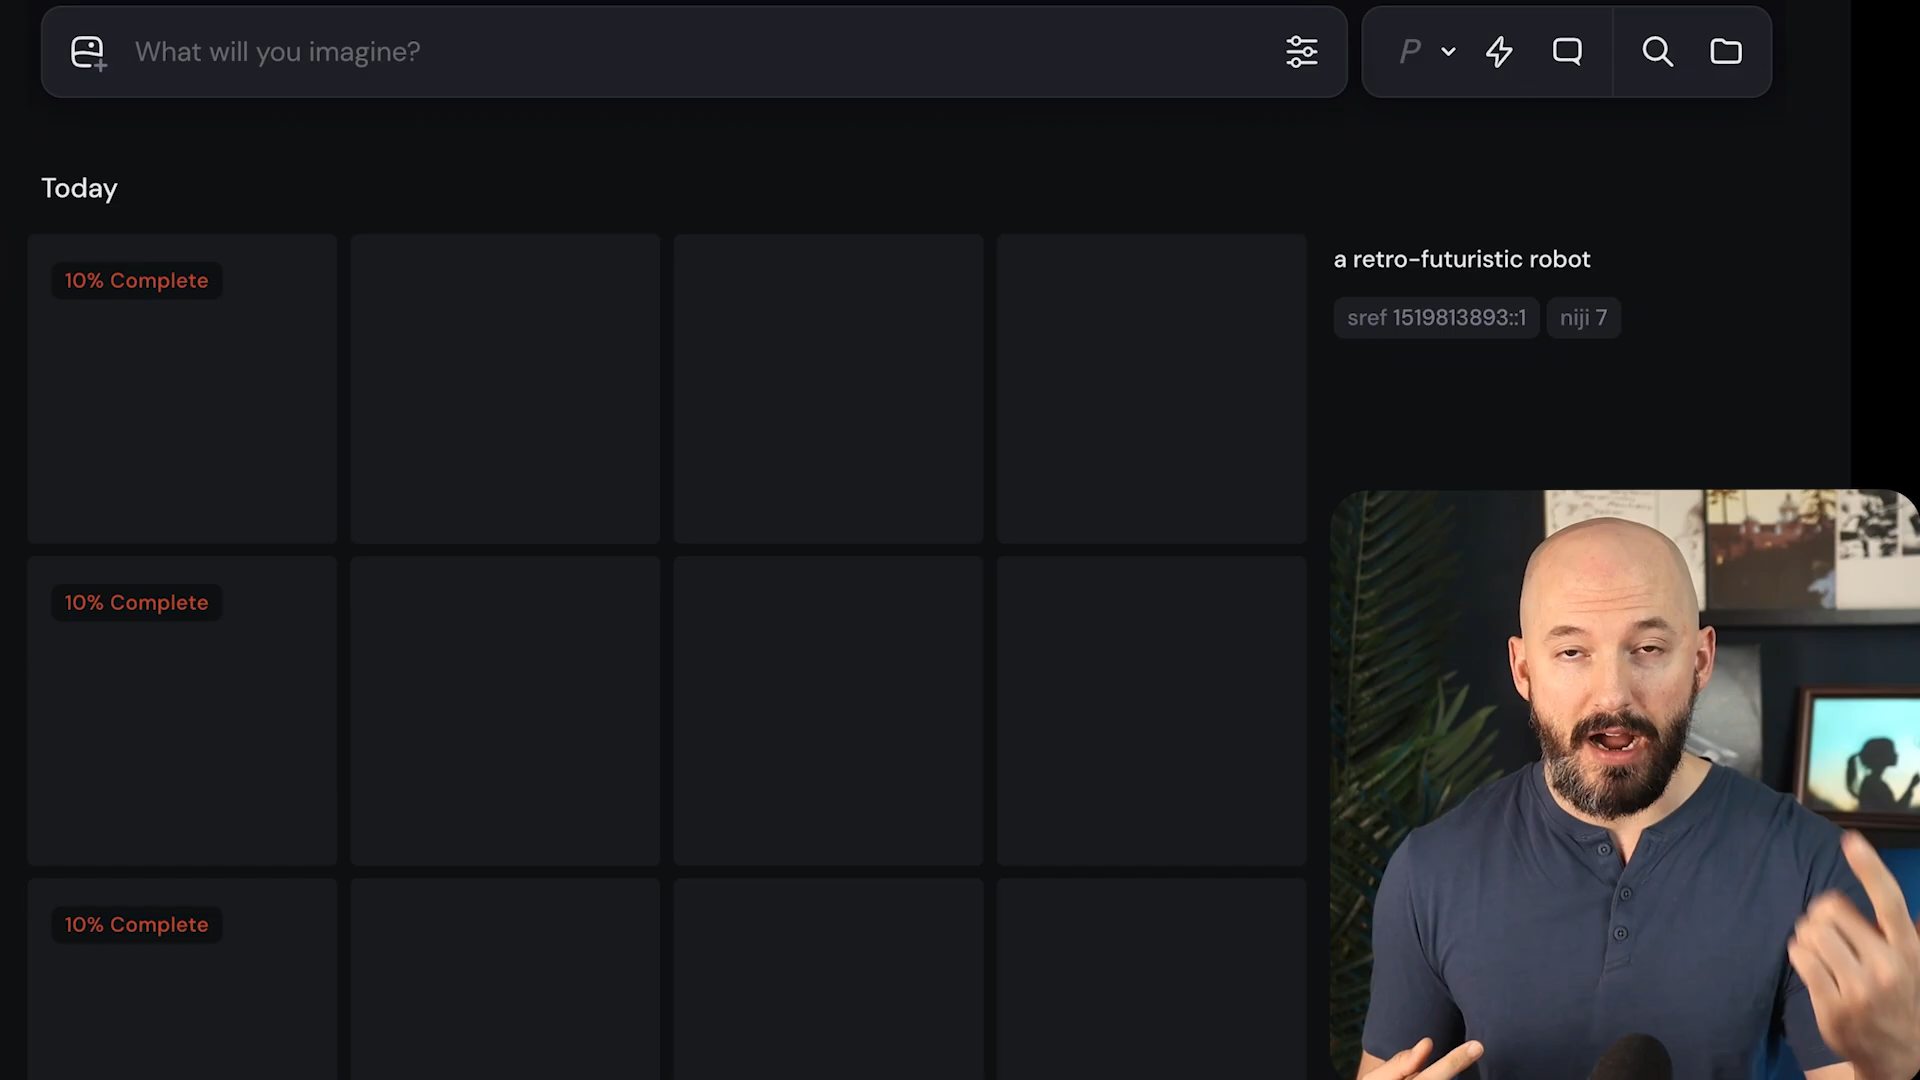 What will you imagine?
P
Today
10% Complete
a retro-futuristic robot
sref 1519813893::1
niji 7
10% Complete
10% Complete